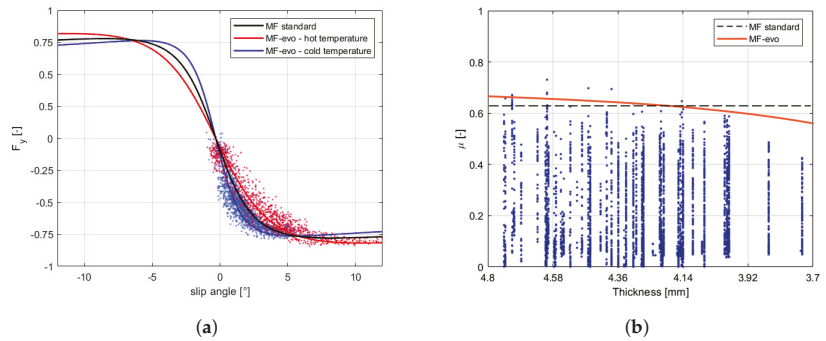 1
0.75
0.5
0.25
0
-0.25
-0.5
-0.75
-1
F_y [-]
MF standard
MF-evo - hot temperature
MF-evo - cold temperature
-10
-5
0
5
10
slip angle [°]
(a)
1
0.8
0.6
0.4
0.2
0
μ [-]
MF standard
MF-evo
4.8
4.58
4.36
4.14
3.92
3.7
Thickness [mm]
(b)